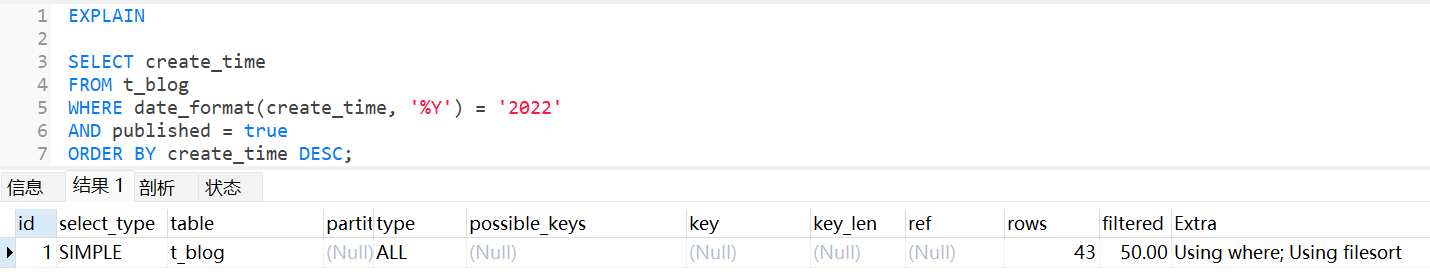 1 EXPLAIN
2
3 SELECT create_time
4 FROM t_blog
5 WHERE date_format(create_time, '%Y') = '2022'
6 AND published = true
7 ORDER BY create_time DESC;
信息 结果 1 剖析 状态
id select_type table partit type possible_keys key key_len ref rows filtered Extra
1 SIMPLE t_blog (Null) ALL (Null) (Null) (Null) (Null) 43 50.00 Using where; Using filesort